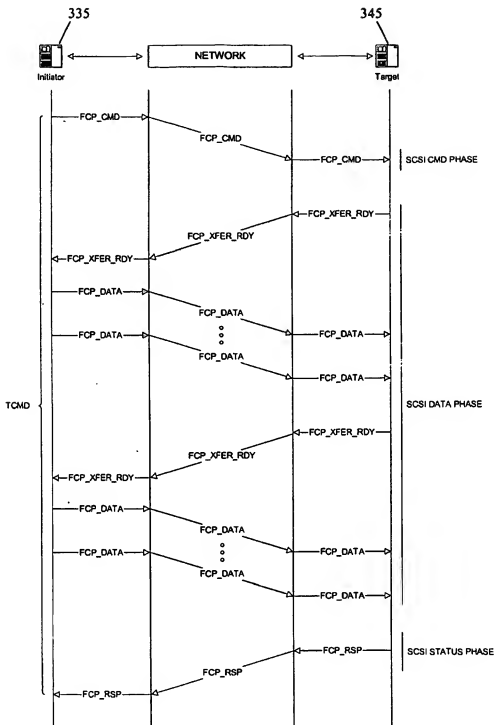 335
345
NETWORK
Initiator
Target
FCP_CMD
FCP_CMD
FCP_CMD
SCSI CMD PHASE
FCP_XFER_RDY
FCP_XFER_RDY
FCP_XFER_RDY
FCP_DATA
FCP_DATA
FCP_DATA
FCP_DATA
FCP_DATA
FCP_DATA
TCMD
SCSI DATA PHASE
FCP_XFER_RDY
FCP_XFER_RDY
FCP_XFER_RDY
FCP_DATA
FCP_DATA
FCP_DATA
FCP_DATA
FCP_DATA
FCP_DATA
FCP_RSP
SCSI STATUS PHASE
FCP_RSP
FCP_RSP